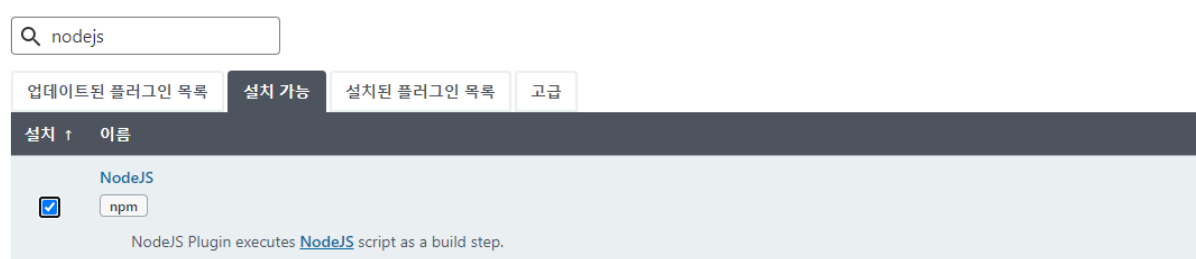 nodejs
업데이트된 플러그인 목록 설치 가능 설치된 플러그인 목록 고급
설치 ↑ 이름
NodeJS
npm
NodeJS Plugin executes NodeJS script as a build step.